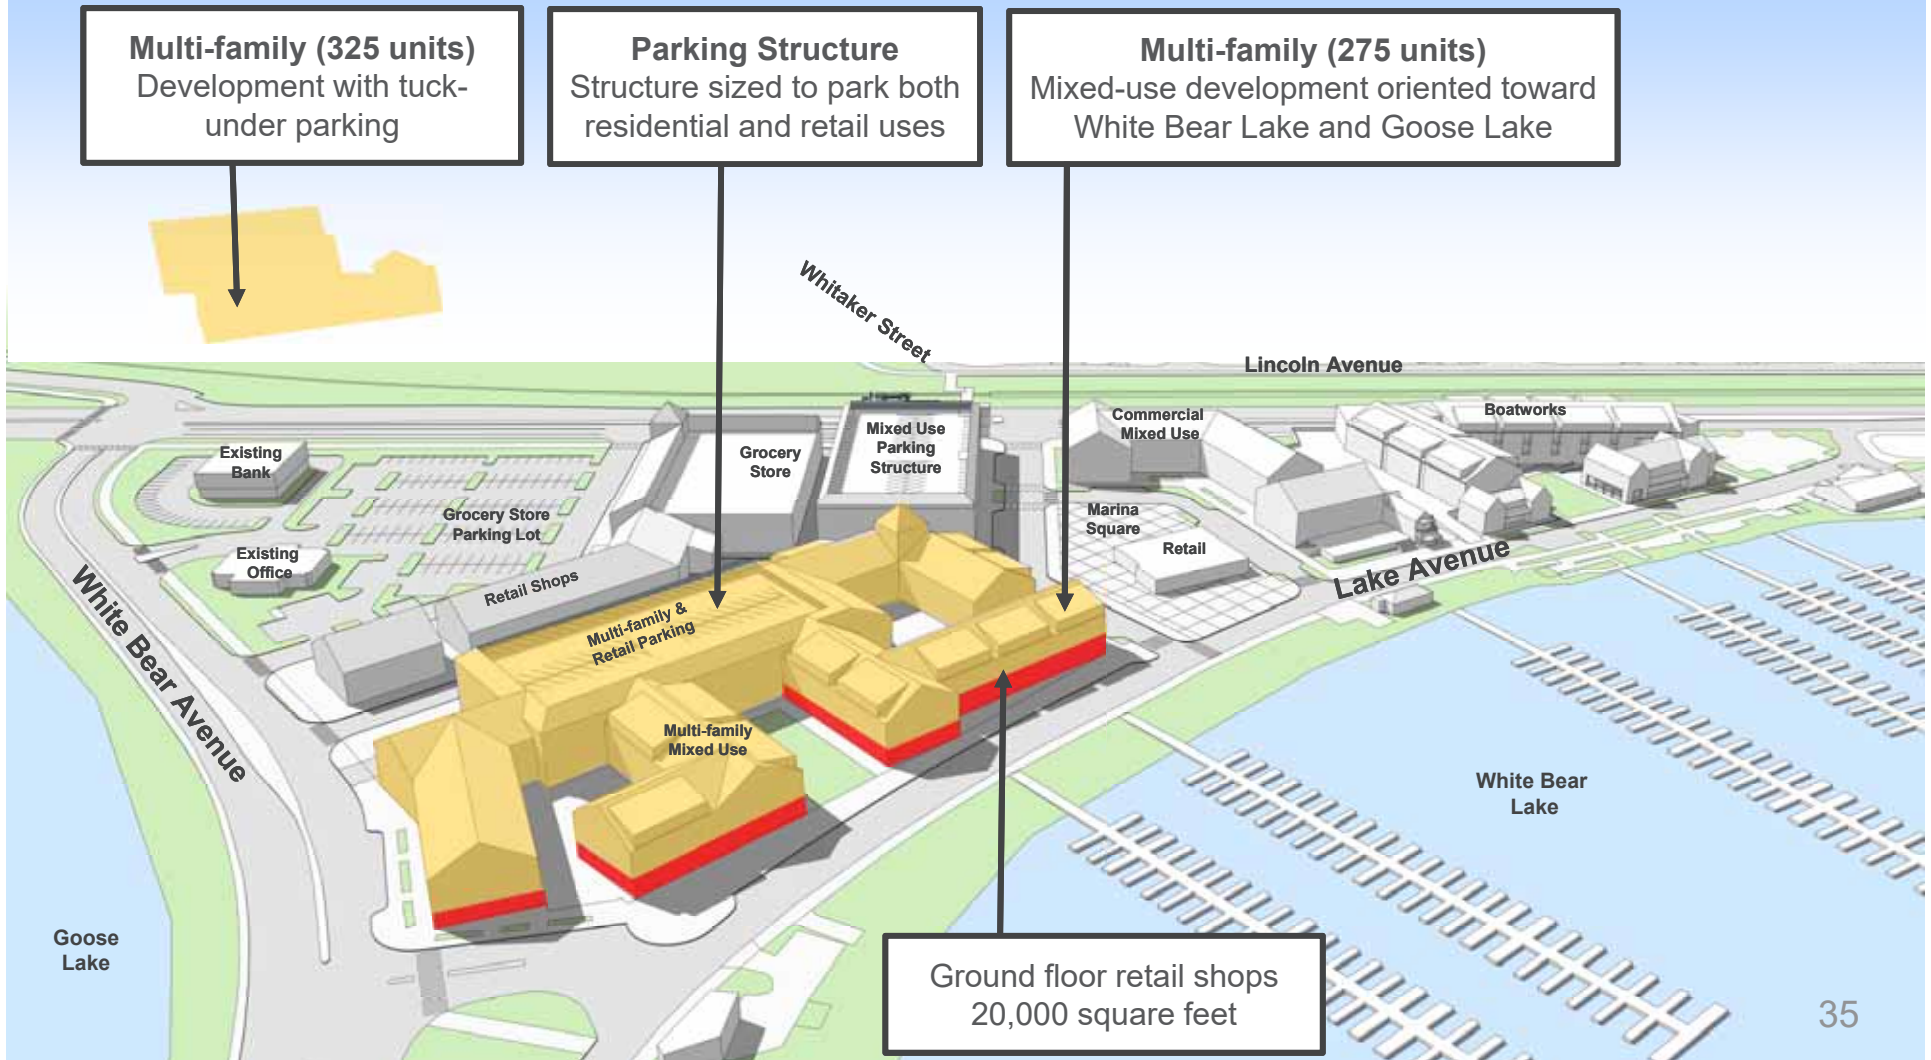 Multi-family (325 units)
Development with tuck-
under parking
Parking Structure
Structure sized to park both
residential and retail uses
Multi-family (275 units)
Mixed-use development oriented toward
White Bear Lake and Goose Lake
Whitaker Street
Lincoln Avenue
Existing
Bank
Grocery Store
Parking Lot
Existing
Office
Grocery
Store
Mixed Use
Parking
Structure
Commercial
Mixed Use
Boatworks
Marina
Square
Retail
Lake Avenue
Retail Shops
Multi-family &
Retail Parking
White Bear Avenue
Multi-family
Mixed Use
White Bear
Lake
Goose
Lake
Ground floor retail shops
20,000 square feet
35